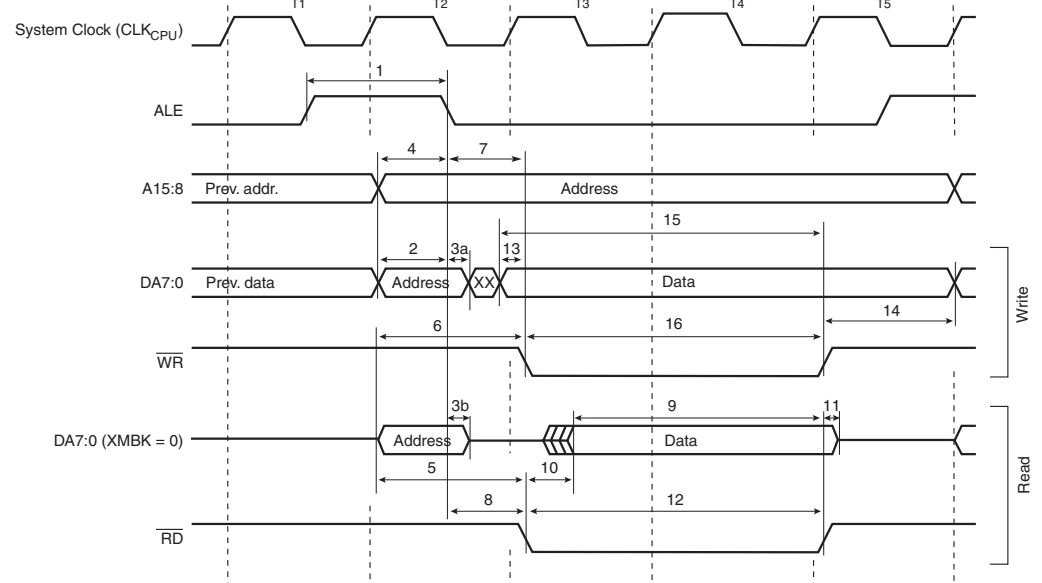 T1 T2 T3 T4 T5
System Clock (CLKCPU)
1
ALE
4 7
A15:8 Prev. addr. Address
15
2 3a 13
DA7:0 Prev. data Address XX Data
14
6 16
WR
Write
3b 9 11
DA7:0 (XMBK = 0) Address Data
5 10
8 12
RD
Read